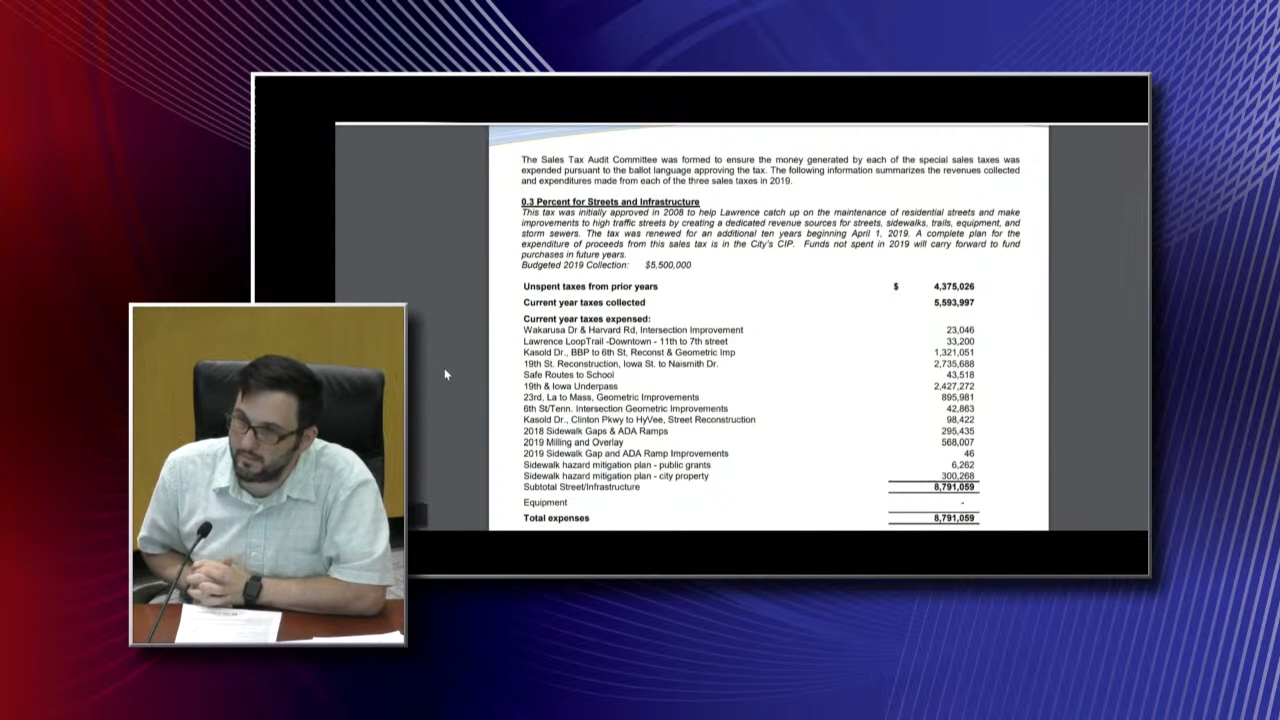 The Sales Tax Audit Committee was formed to ensure the money generated by each of the special sales taxes was
expended pursuant to the ballot language approving the tax. The following information summarizes the revenues collected
and expenditures made from each of the three sales taxes in 2019.
0.3 Percent for Streets and Infrastructure
This tax was initially approved in 2008 to help Lawrence catch up on the maintenance of residential streets and make
improvements to high traffic streets by creating a dedicated revenue sources for streets, sidewalks, trails, equipment, and
storm sewers. The tax was renewed for an additional ten years beginning April 1, 2019. A complete plan for the
expenditure of proceeds from this sales tax is in the City's CIP. Funds not spent in 2019 will carry forward to fund
purchases in future years.
Budgeted 2019 Collection: $5,500,000
Unspent taxes from prior years $ 4,375,026
Current year taxes collected 5,593,997
Current year taxes expensed:
Wakarusa Dr & Harvard Rd, Intersection Improvement 23,046
Lawrence LoopTrail -Downtown - 11th to 7th street 33,200
Kasold Dr., BBP to 6th St, Reconst & Geometric Imp 1,321,051
19th St. Reconstruction, Iowa St. to Naismith Dr. 2,735,688
Safe Routes to School 43,518
19th & Iowa Underpass 2,427,272
23rd, La to Mass, Geometric Improvements 895,981
6th St/Tenn. Intersection Geometric Improvements 42,863
Kasold Dr., Clinton Pkwy to HyVee, Street Reconstruction 98,422
2018 Sidewalk Gaps & ADA Ramps 295,435
2019 Milling and Overlay 568,007
2019 Sidewalk Gap and ADA Ramp Improvements 46
Sidewalk hazard mitigation plan - public grants 6,262
Sidewalk hazard mitigation plan - city property 300,268
Subtotal Street/Infrastructure 8,791,059
Equipment -
Total expenses 8,791,059